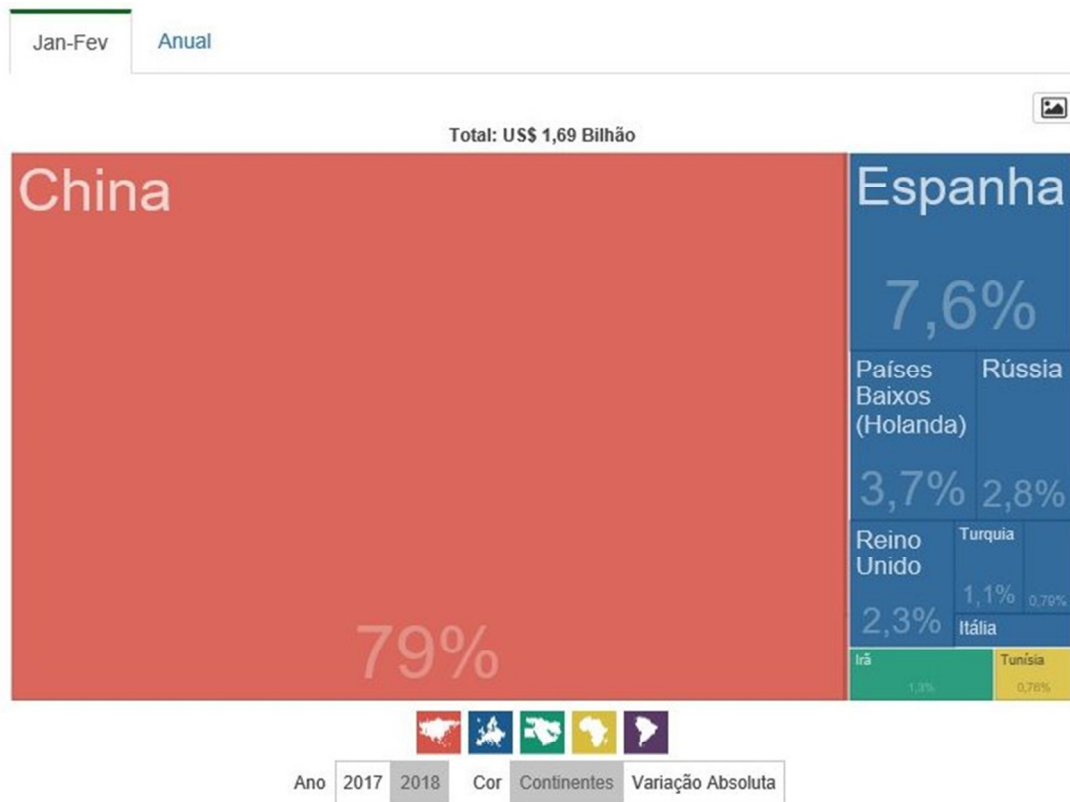 Jan-Fev
Anual
Total: US$ 1,69 Bilhão
China
79%
Espanha
7,6%
Países
Baixos
(Holanda)
3,7%
Rússia
2,8%
Reino
Unido
2,3%
Turquia
1,1%
0,79%
Itália
Irã
1,3%
Tunísia
0,78%
Ano 2017 2018 Cor Continentes Variação Absoluta